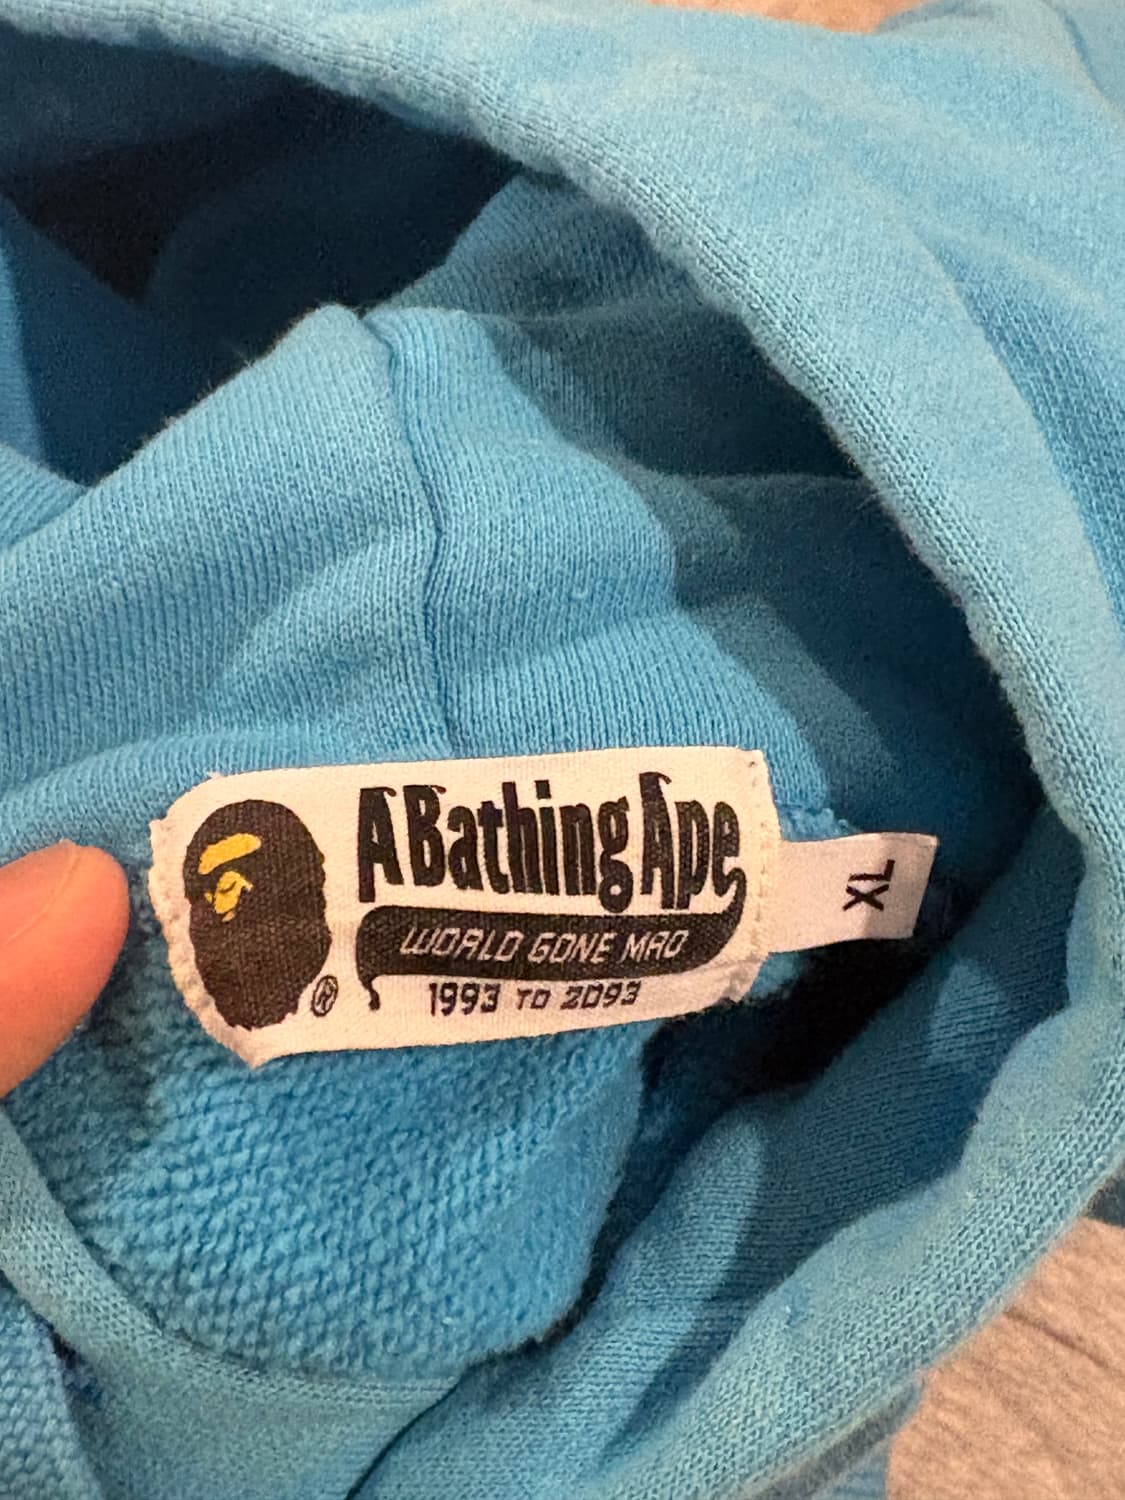 A Bathing Ape
WORLD GONE MAD
1993 TO 2093
®
XL